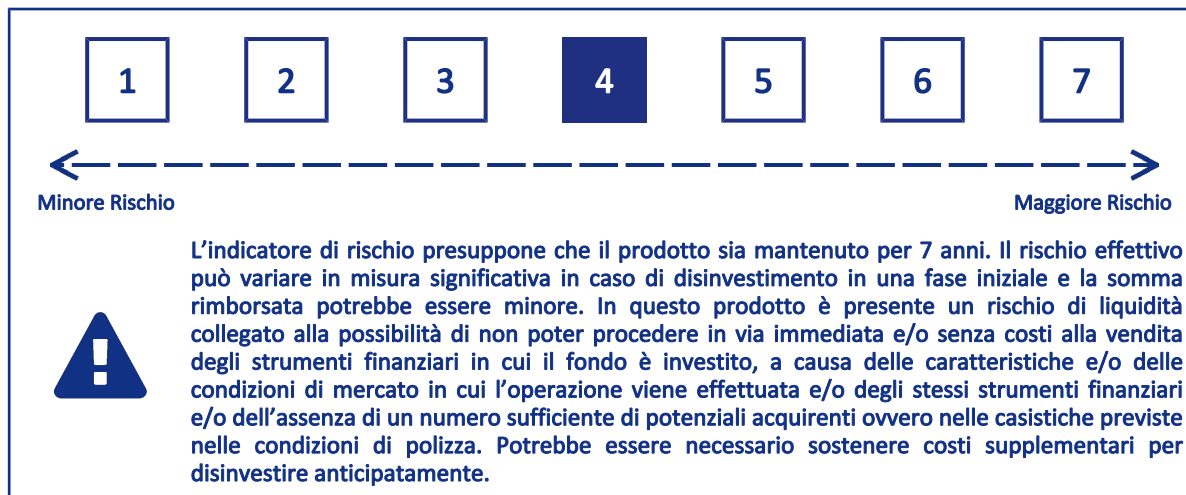 1 2 3 4 5 6 7
Minore Rischio Maggiore Rischio
L’indicatore di rischio presuppone che il prodotto sia mantenuto per 7 anni. Il rischio effettivo
può variare in misura significativa in caso di disinvestimento in una fase iniziale e la somma
rimborsata potrebbe essere minore. In questo prodotto è presente un rischio di liquidità
collegato alla possibilità di non poter procedere in via immediata e/o senza costi alla vendita
degli strumenti finanziari in cui il fondo è investito, a causa delle caratteristiche e/o delle
condizioni di mercato in cui l’operazione viene effettuata e/o degli stessi strumenti finanziari
e/o dell’assenza di un numero sufficiente di potenziali acquirenti ovvero nelle casistiche previste
nelle condizioni di polizza. Potrebbe essere necessario sostenere costi supplementari per
disinvestire anticipatamente.